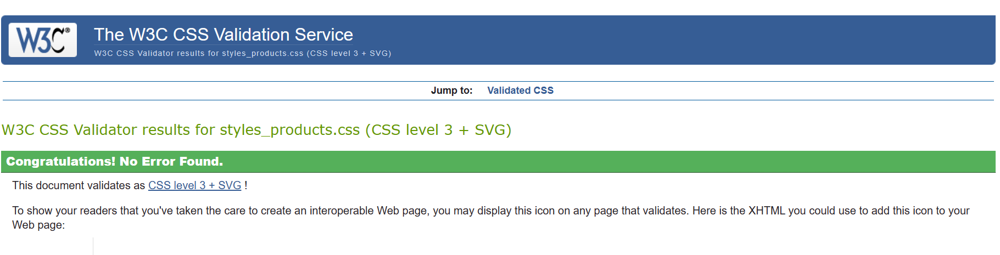 W3C®
The W3C CSS Validation Service
W3C CSS Validator results for styles_products.css (CSS level 3 + SVG)
Jump to: Validated CSS
W3C CSS Validator results for styles_products.css (CSS level 3 + SVG)
Congratulations! No Error Found.
This document validates as CSS level 3 + SVG !
To show your readers that you've taken the care to create an interoperable Web page, you may display this icon on any page that validates. Here is the XHTML you could use to add this icon to your
Web page: